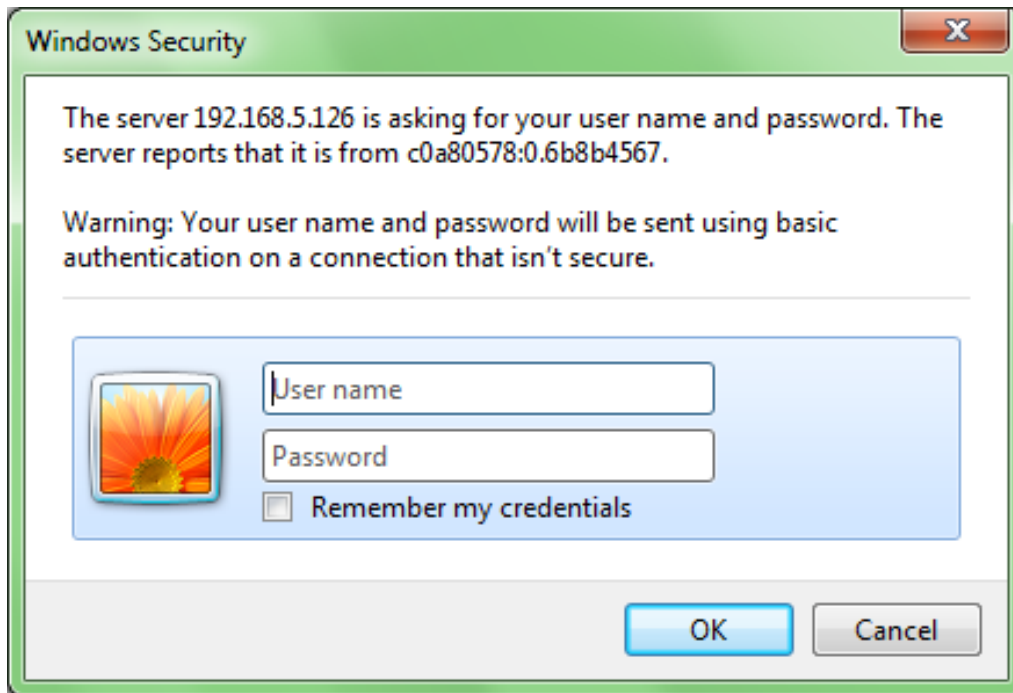 Windows Security
The server 192.168.5.126 is asking for your user name and password. The
server reports that it is from c0a80578:0.6b8b4567.
Warning: Your user name and password will be sent using basic
authentication on a connection that isn't secure.
User name
Password
Remember my credentials
OK
Cancel